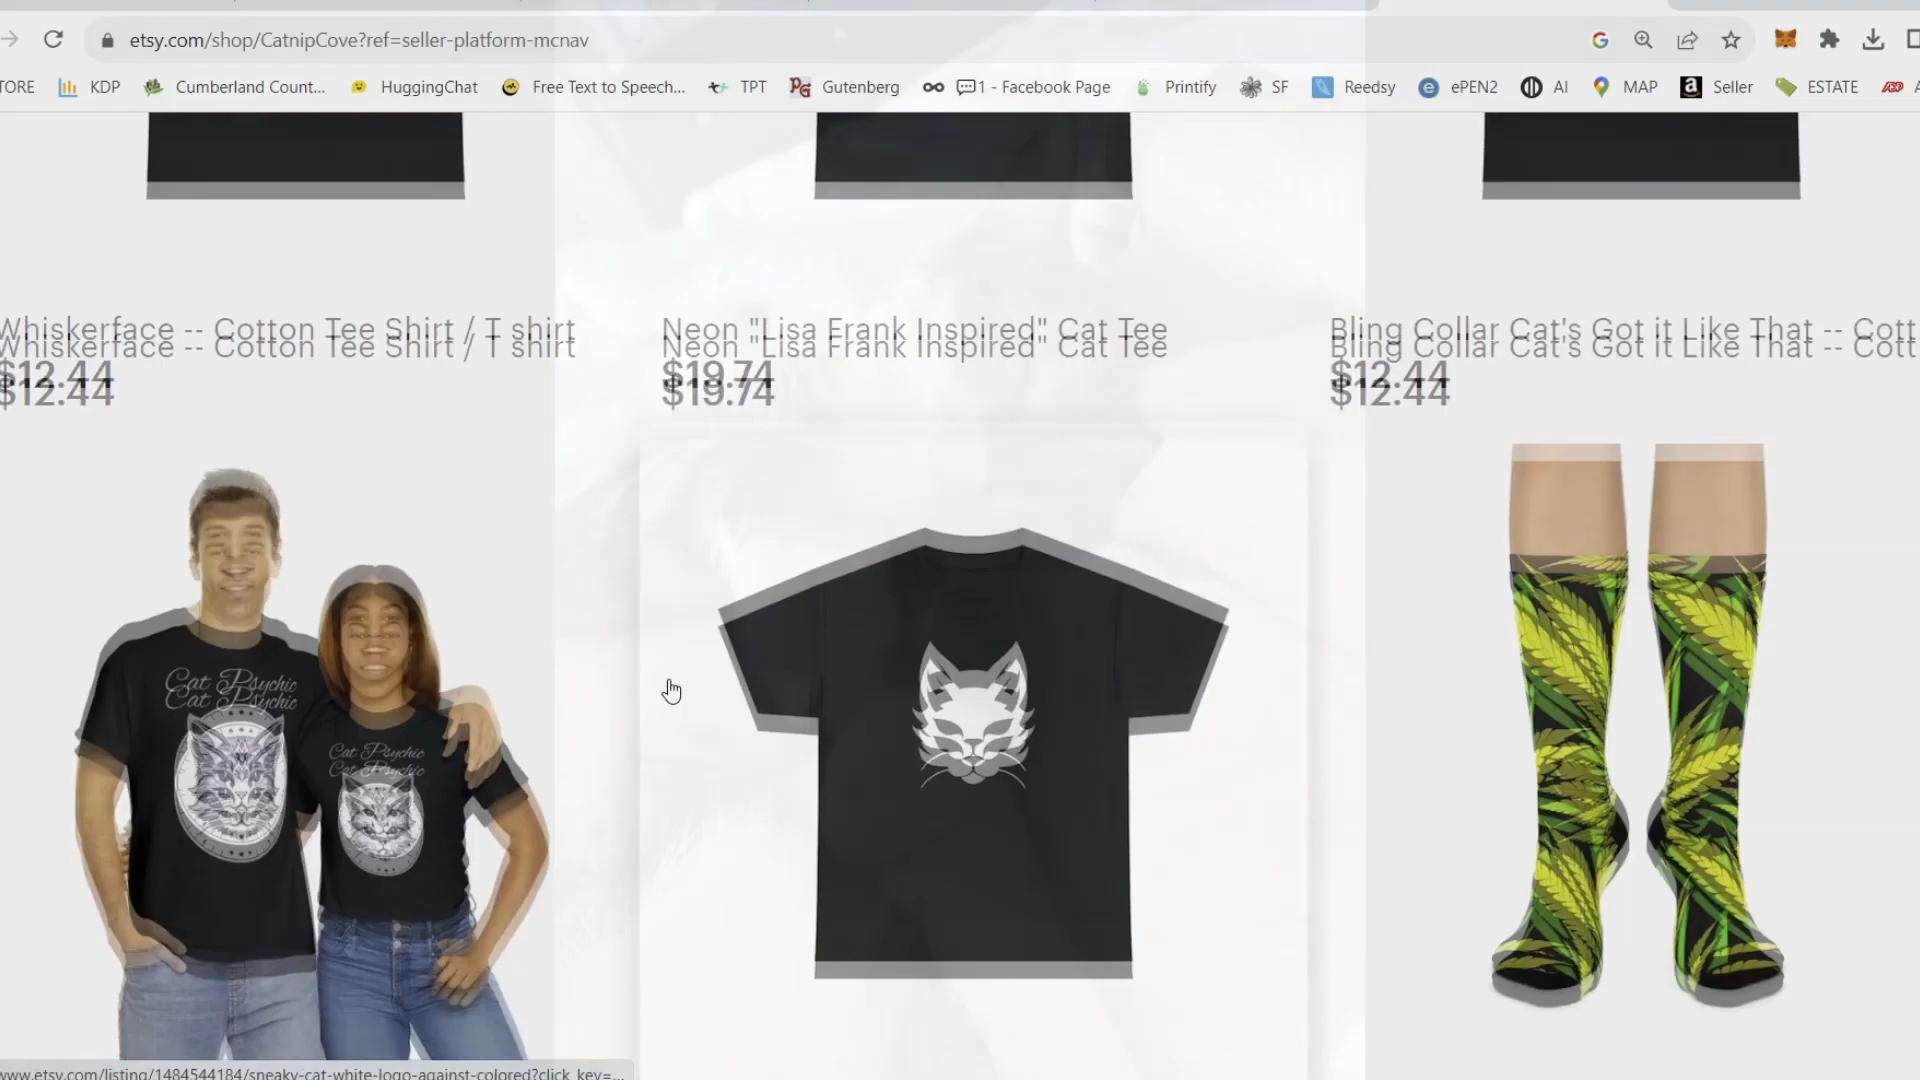 etsy.com/shop/CatnipCove?ref=seller-platform-mcnav
TORE KDP Cumberland Count... HuggingChat Free Text to Speech... TPT Gutenberg 1 - Facebook Page Printify SF Reedsy ePEN2 AI MAP Seller ESTATE
Whiskerface -- Cotton Tee Shirt / T shirt
$12.44
Neon "Lisa Frank Inspired" Cat Tee
$19.74
Bling Collar Cat's Got it Like That -- Cott
$12.44
Cat Psychic
Cat Psychic
www.etsy.com/listing/1484544184/sneaky-cat-white-logo-against-colored?click_key=...